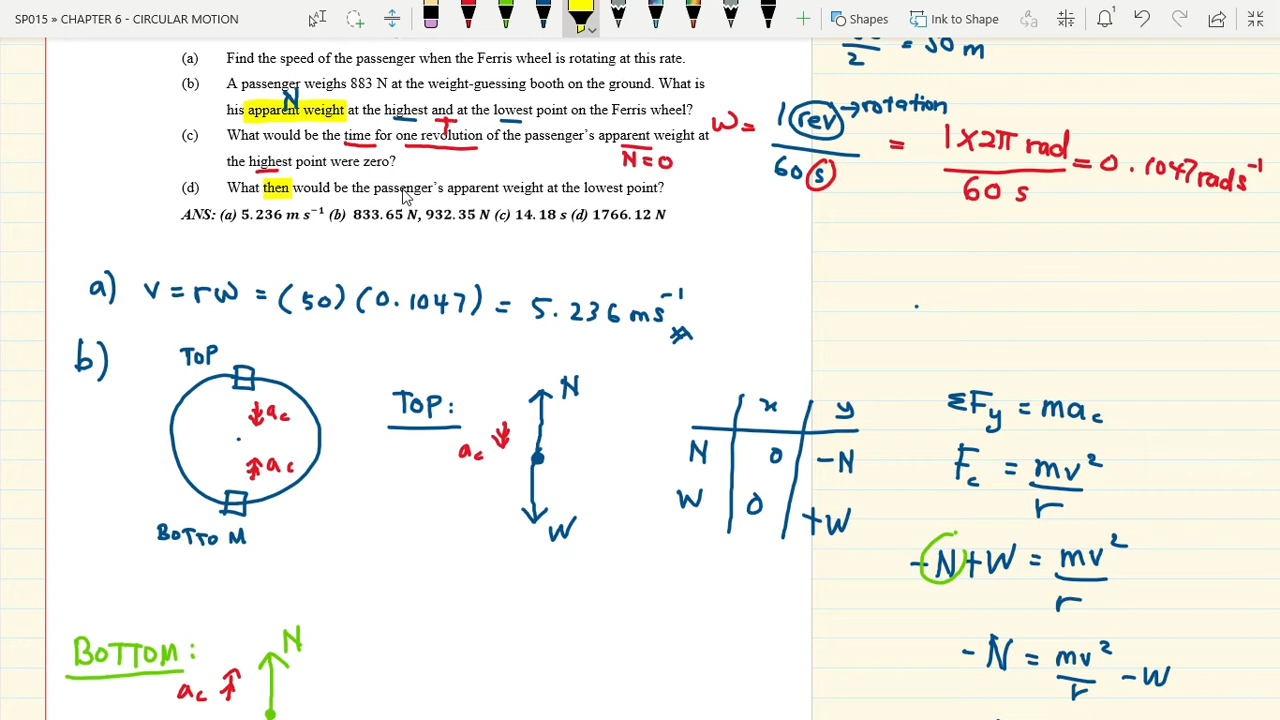 SP015 » CHAPTER 6 - CIRCULAR MOTION
Shapes
Ink to Shape
(a) Find the speed of the passenger when the Ferris wheel is rotating at this rate.
(b) A passenger weighs 883 N at the weight-guessing booth on the ground. What is
his apparent weight at the highest and at the lowest point on the Ferris wheel?
N
(c) What would be the time for one revolution of the passenger's apparent weight at
T
the highest point were zero?
N = 0
(d) What then would be the passenger's apparent weight at the lowest point?
ANS: (a) 5.236 m s⁻¹ (b) 833.65 N, 932.35 N (c) 14.18 s (d) 1766.12 N
2 = 50 m
W = 1 rev → rotation
60 s
= 1 X 2π rad
60 s
= 0.1047 rad s⁻¹
a) v = rw = (50)(0.1047) = 5.236 ms⁻¹
b)
TOP
ac
ac
BOTTOM
TOP:
N
ac
W
x y
N 0 -N
W 0 +W
ΣFy = mac
Fc = mv²
r
-N+W = mv²
r
-N = mv² - W
r
BOTTOM:
N
ac